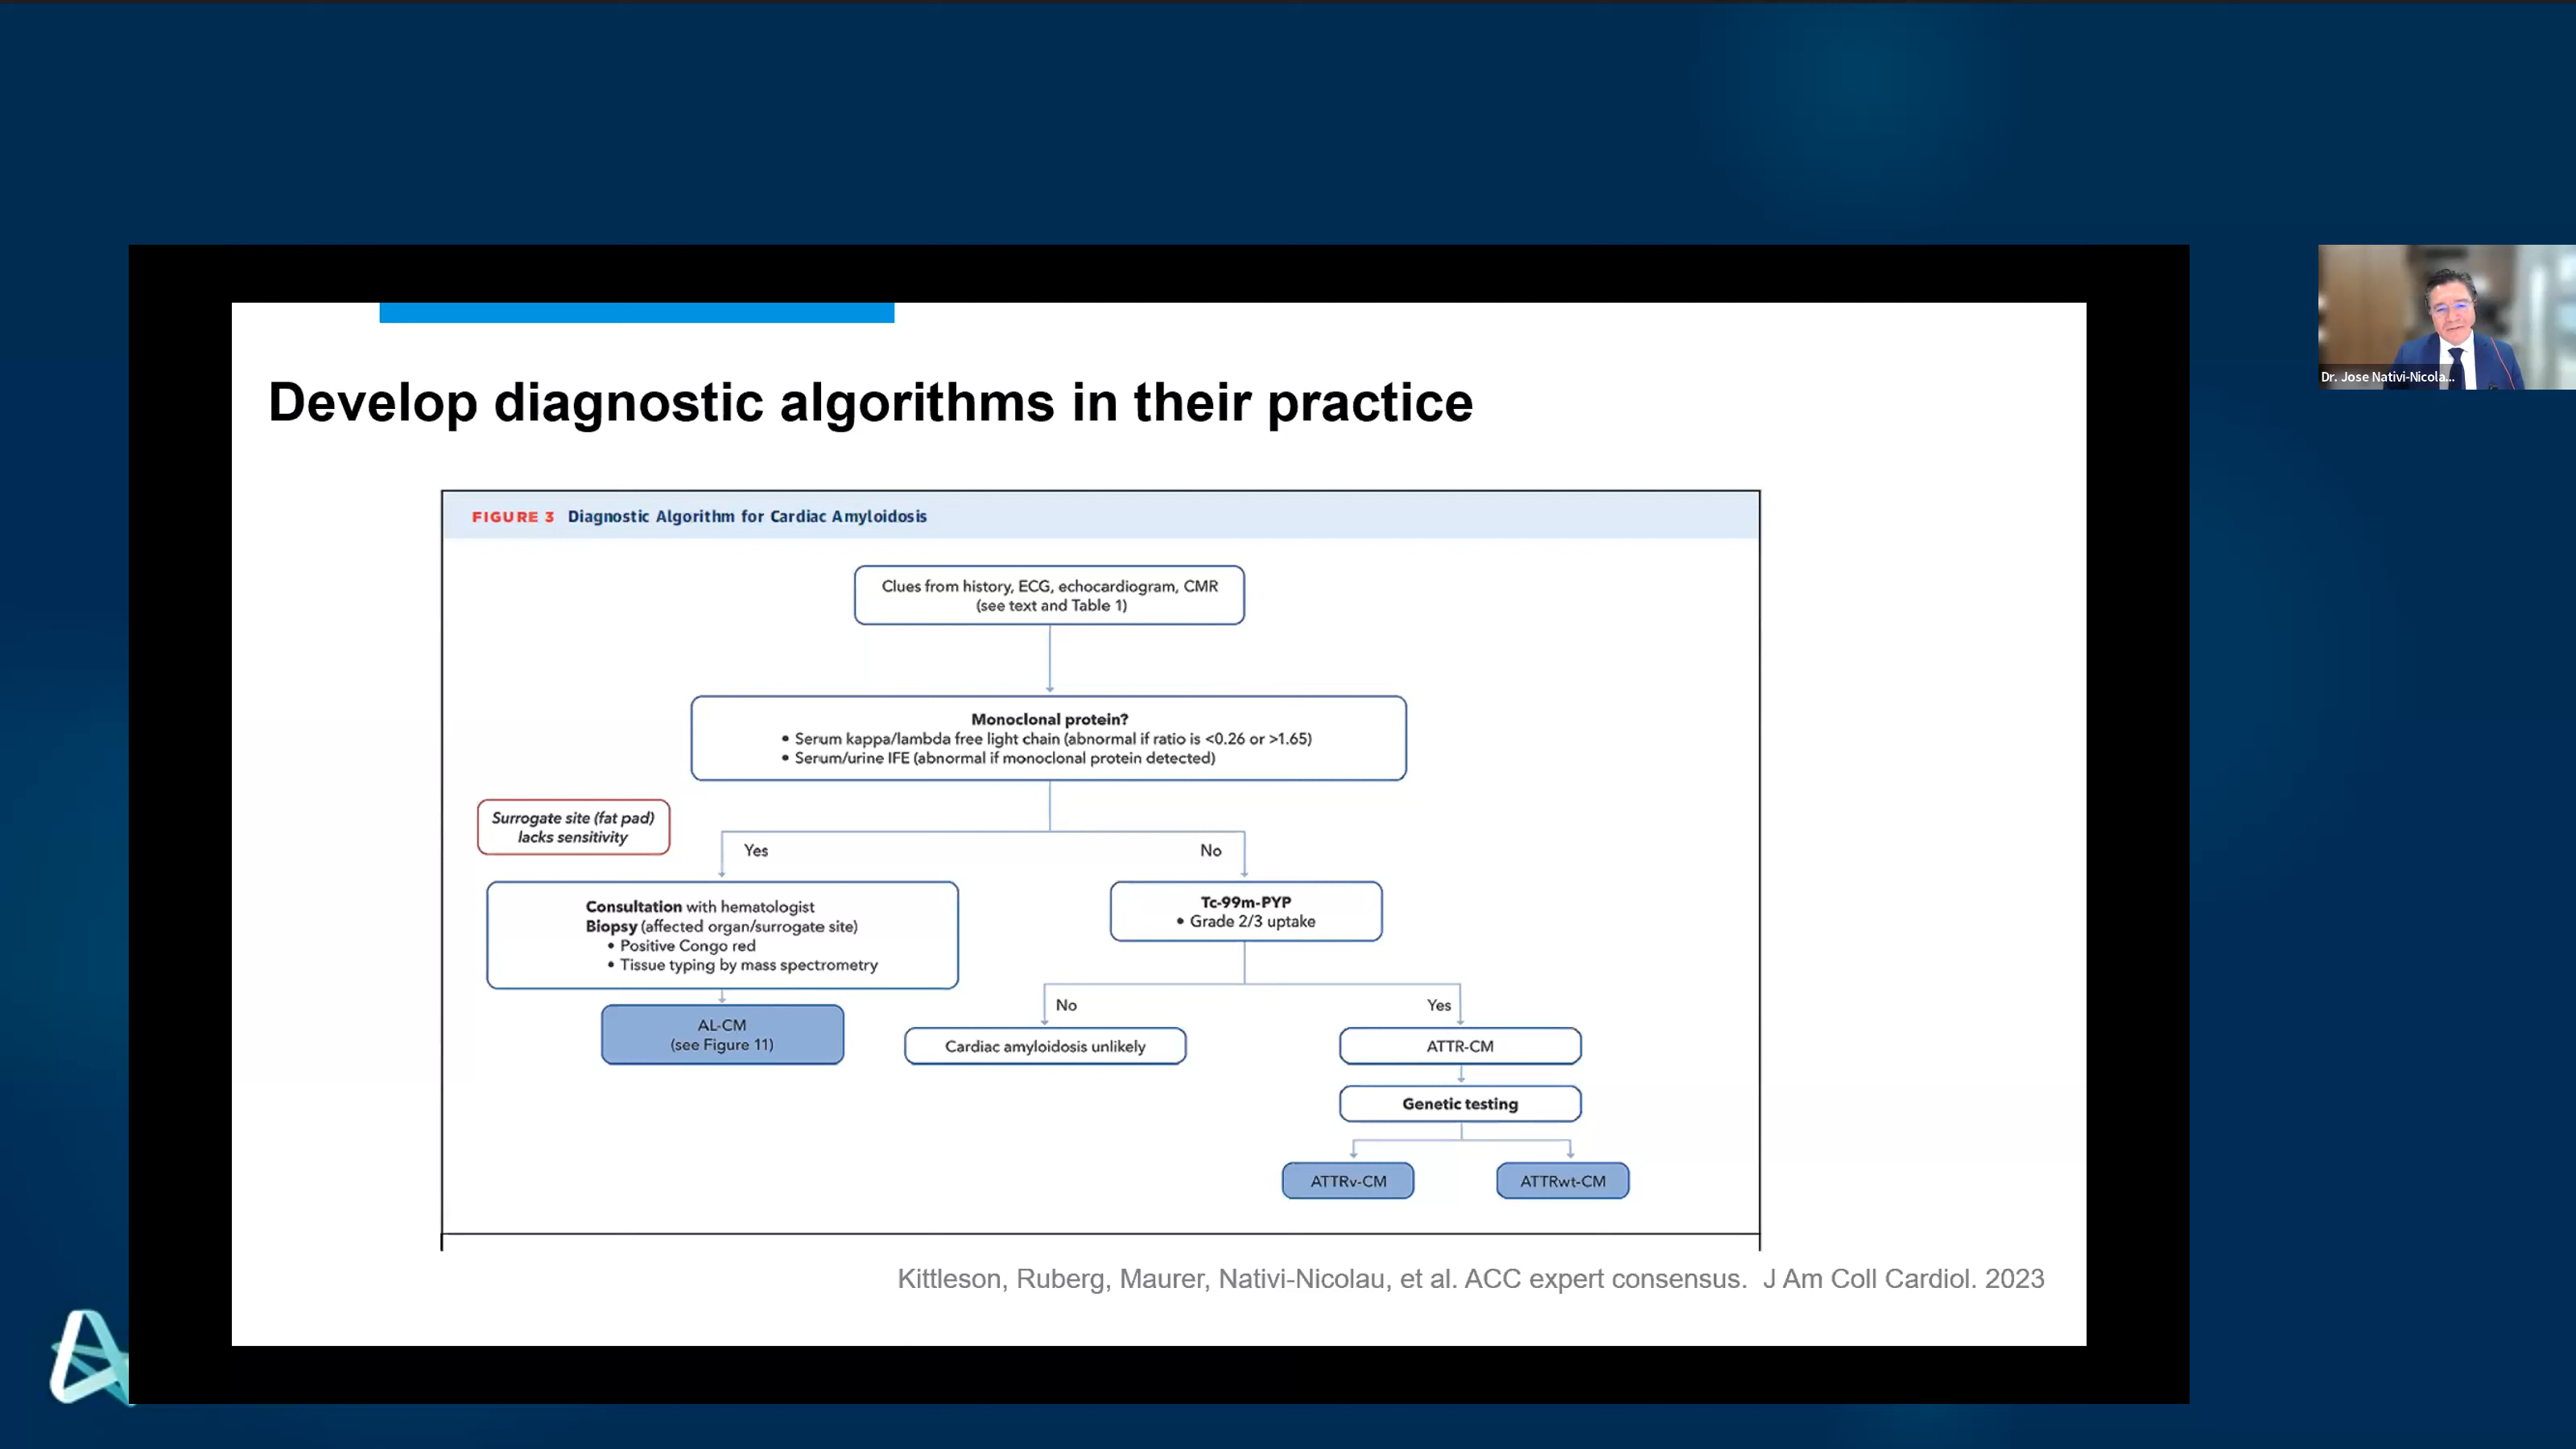 Develop diagnostic algorithms in their practice
FIGURE 3 Diagnostic Algorithm for Cardiac Amyloidosis
Clues from history, ECG, echocardiogram, CMR
(see text and Table 1)
Monoclonal protein?
• Serum kappa/lambda free light chain (abnormal if ratio is <0.26 or >1.65)
• Serum/urine IFE (abnormal if monoclonal protein detected)
Surrogate site (fat pad)
lacks sensitivity
Yes
No
Consultation with hematologist
Biopsy (affected organ/surrogate site)
• Positive Congo red
• Tissue typing by mass spectrometry
Tc-99m-PYP
• Grade 2/3 uptake
AL-CM
(see Figure 11)
No
Yes
Cardiac amyloidosis unlikely
ATTR-CM
Genetic testing
ATTRv-CM
ATTRwt-CM
Kittleson, Ruberg, Maurer, Nativi-Nicolau, et al. ACC expert consensus. J Am Coll Cardiol. 2023
Dr. Jose Nativi-Nicola...